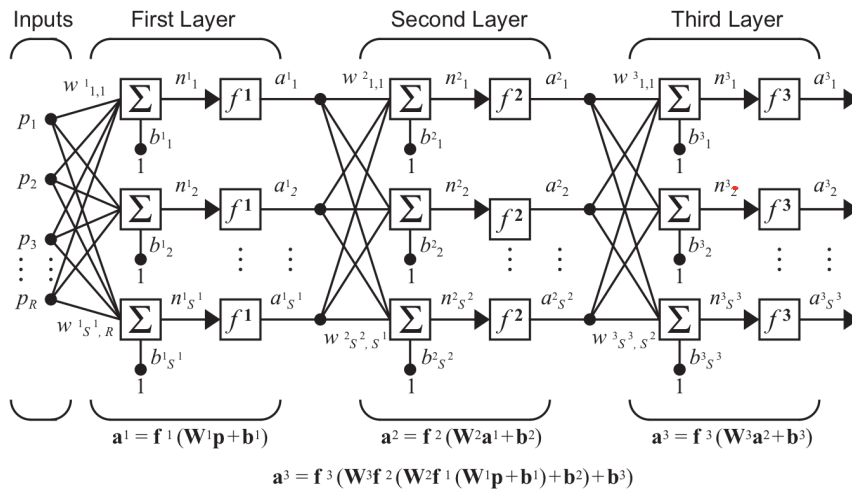 Inputs First Layer Second Layer Third Layer
w¹₁,₁ n¹₁ a¹₁ w²₁,₁ n²₁ a²₁ w³₁,₁ n³₁ a³₁
Σ f¹ Σ f² Σ f³
p₁
b¹₁ b²₁ b³₁
1 1 1
p₂ n¹₂ a¹₂ n²₂ a²₂ n³₂ a³₂
Σ f¹ Σ f² Σ f³
p₃
b¹₂ b²₂ b³₂
1 1 1
p_R n¹_S¹ a¹_S¹ n²_S² a²_S² n³_S³ a³_S³
Σ f¹ Σ f² Σ f³
w¹_S¹,R w²_S²,S¹ w³_S³,S²
b¹_S¹ b²_S² b³_S³
1 1 1
a¹ = f¹(W¹p+b¹) a² = f²(W²a¹+b²) a³ = f³(W³a²+b³)
a³ = f³(W³f²(W²f¹(W¹p+b¹)+b²)+b³)